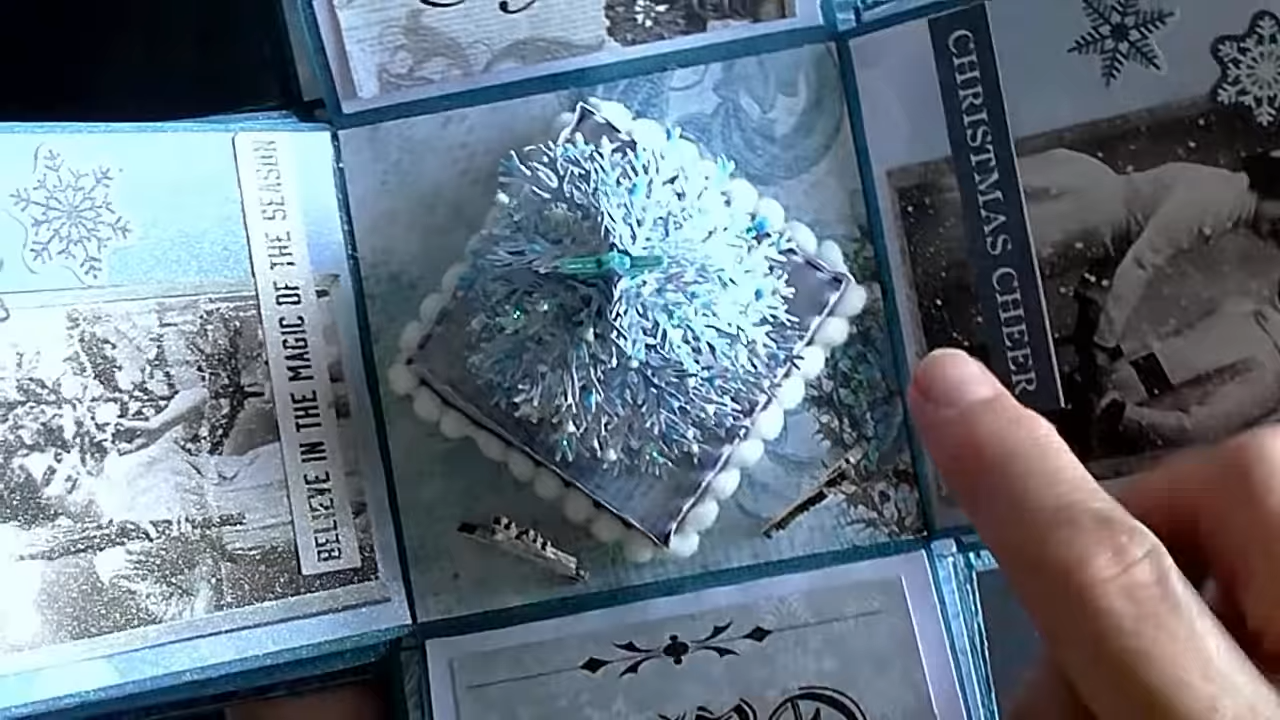 BELIEVE IN THE MAGIC OF THE SEASON
CHRISTMAS CHEER